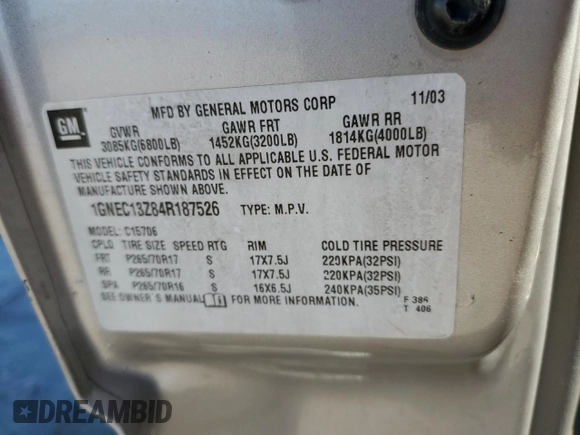 GM
MFD BY GENERAL MOTORS CORP 11/03
GVWR GAWR FRT GAWR RR
3085KG(6800LB) 1452KG(3200LB) 1814KG(4000LB)
THIS VEHICLE CONFORMS TO ALL APPLICABLE U.S. FEDERAL MOTOR
VEHICLE SAFETY STANDARDS IN EFFECT ON THE DATE OF
MANUFACTURE SHOWN ABOVE.
1GNEC13Z84R187526 TYPE: M.P.V.
MODEL: C15706
CPLG TIRE SIZE SPEED RTG RIM COLD TIRE PRESSURE
FRT P265/70R17 S 17X7.5J 220KPA(32PSI)
RR P265/70R17 S 17X7.5J 220KPA(32PSI)
SPA P265/70R16 S 16X6.5J 240KPA(35PSI)
SEE OWNER'S MANUAL FOR MORE INFORMATION. F 386
T 406
DREAMBID